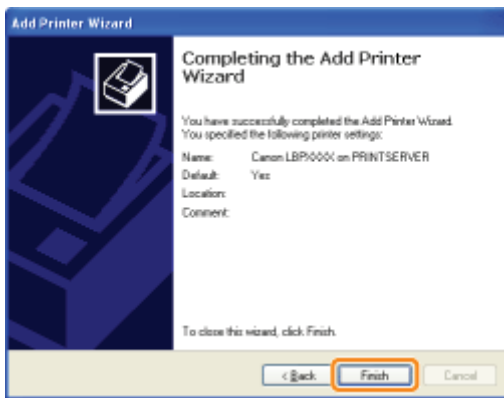 Add Printer Wizard
Completing the Add Printer
Wizard
You have successfully completed the Add Printer Wizard.
You specified the following printer settings:
Name: Canon LBPXXXX on PRINTSERVER
Default: Yes
Location:
Comment:
To close this wizard, click Finish.
< Back Finish Cancel